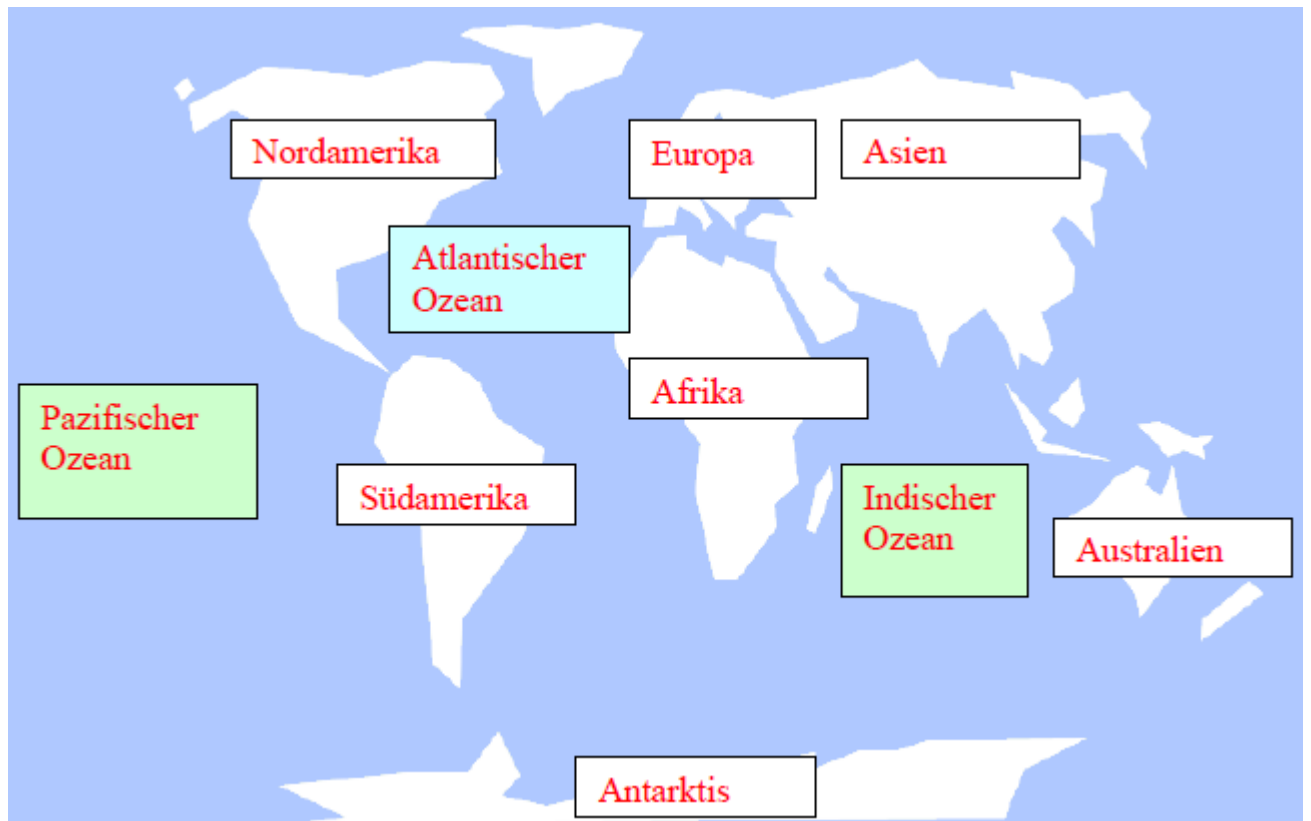 Nordamerika
Europa
Asien
Atlantischer
Ozean
Afrika
Pazifischer
Ozean
Südamerika
Indischer
Ozean
Australien
Antarktis